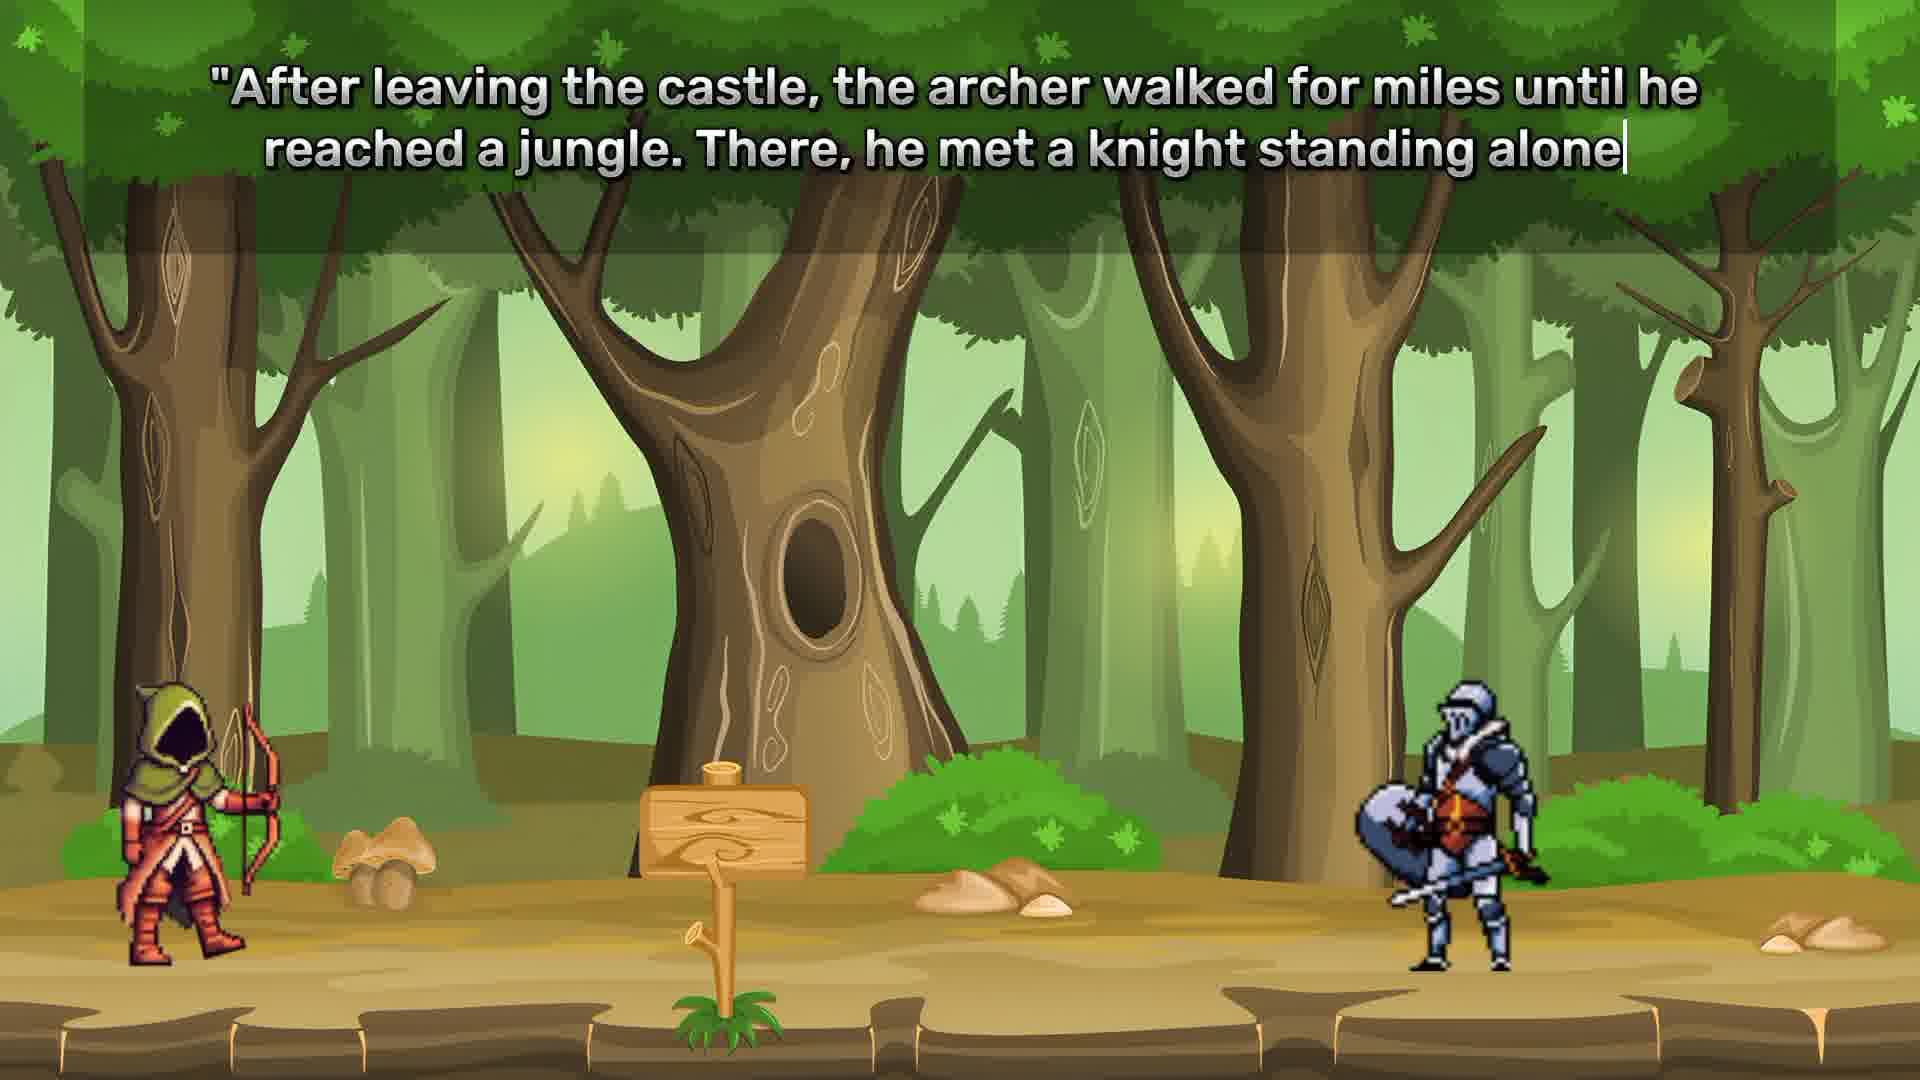 "After leaving the castle, the archer walked for miles until he
reached a jungle. There, he met a knight standing alone